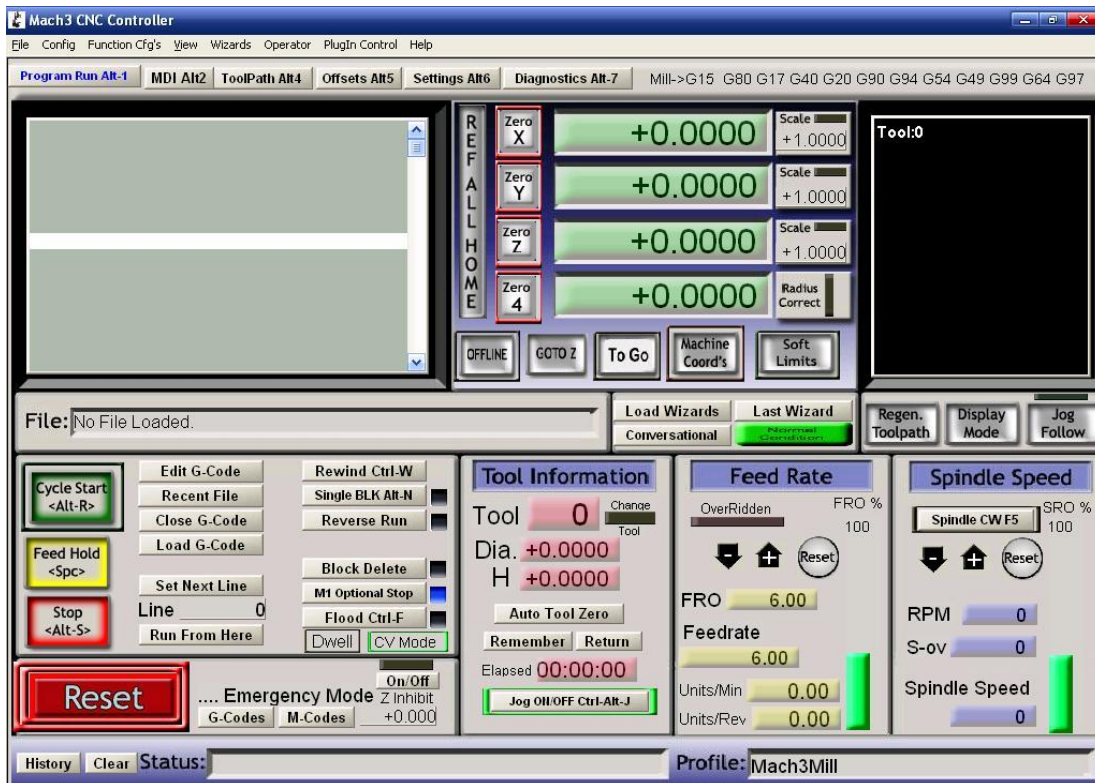 Mach3 CNC Controller
File Config Function Cfg's View Wizards Operator PlugIn Control Help
Program Run Alt-1 MDI Alt2 ToolPath Alt4 Offsets Alt5 Settings Alt6 Diagnostics Alt-7 Mill->G15 G80 G17 G40 G20 G90 G94 G54 G49 G99 G64 G97
REF ALL HOME
Zero X +0.0000 Scale +1.0000
Zero Y +0.0000 Scale +1.0000
Zero Z +0.0000 Scale +1.0000
Zero 4 +0.0000 Radius Correct
OFFLINE GOTO Z To Go Machine Coord's Soft Limits
Tool:0
File: No File Loaded.
Load Wizards Last Wizard
Conversational Normal Condition
Regen. Toolpath Display Mode Jog Follow
Cycle Start <Alt-R>
Feed Hold <Spc>
Stop <Alt-S>
Edit G-Code
Recent File
Close G-Code
Load G-Code
Set Next Line
Line 0
Run From Here
Rewind Ctrl-W
Single BLK Alt-N
Reverse Run
Block Delete
M1 Optional Stop
Flood Ctrl-F
Dwell CV Mode
Reset
.... Emergency Mode
G-Codes M-Codes
On/Off
Z Inhibit
+0.000
Tool Information
Tool 0 Change Tool
Dia. +0.0000
H +0.0000
Auto Tool Zero
Remember Return
Elapsed 00:00:00
Jog ON/OFF Ctrl-Alt-J
Feed Rate
OverRidden FRO %
100
Reset
FRO 6.00
Feedrate
6.00
Units/Min 0.00
Units/Rev 0.00
Spindle Speed
Spindle CW F5 SRO %
100
Reset
RPM 0
S-ov 0
Spindle Speed
0
History Clear Status: Profile: Mach3Mill